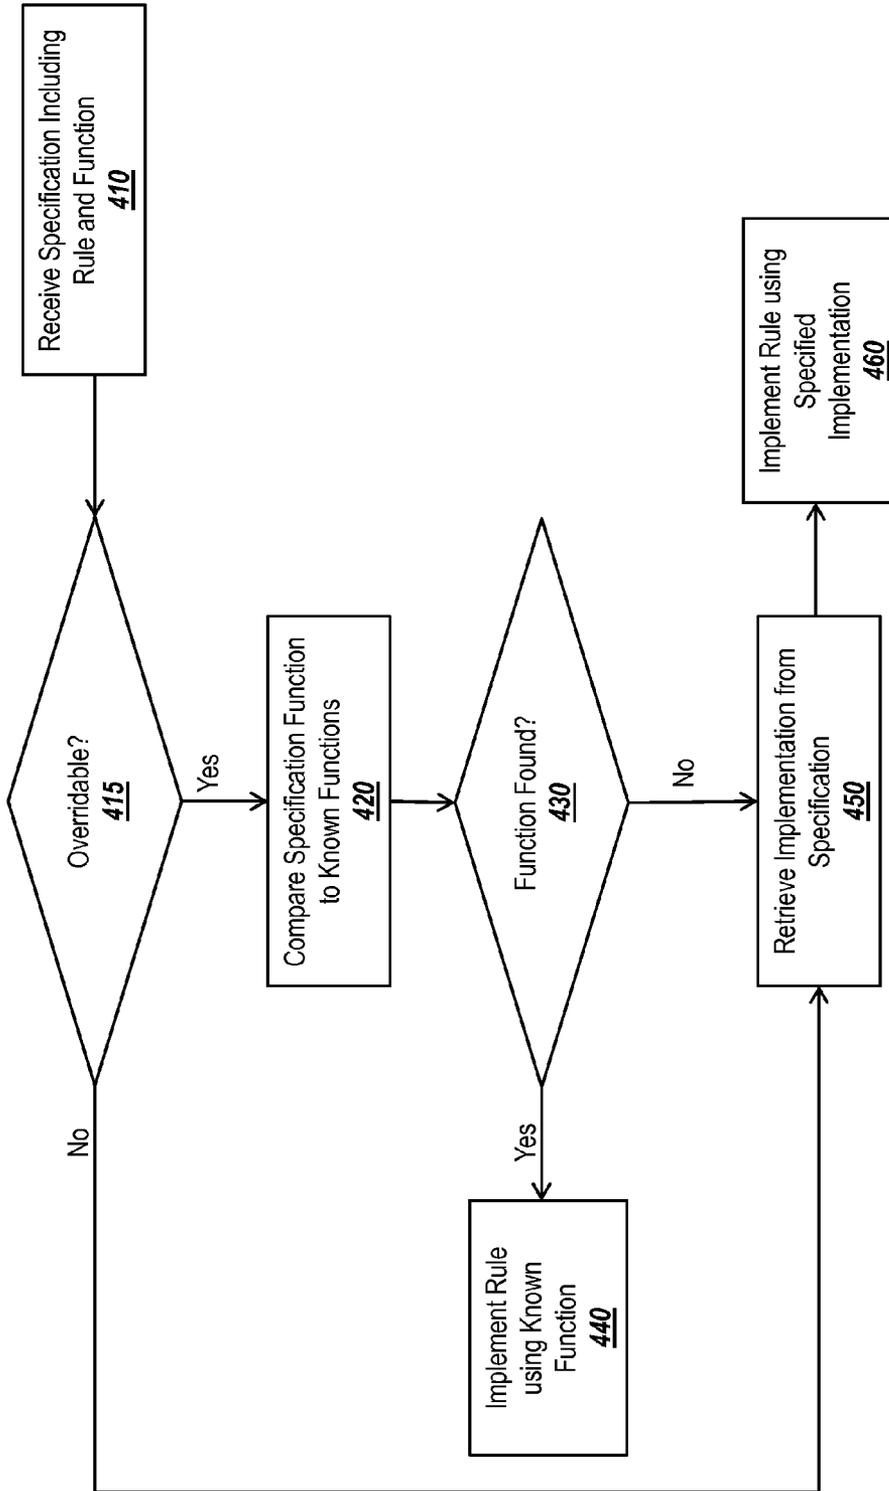 Receive Specification Including
Rule and Function
410
Overridable?
415
No
Yes
Compare Specification Function
to Known Functions
420
Function Found?
430
Yes
No
Implement Rule
using Known
Function
440
Retrieve Implementation from
Specification
450
Implement Rule using
Specified
Implementation
460